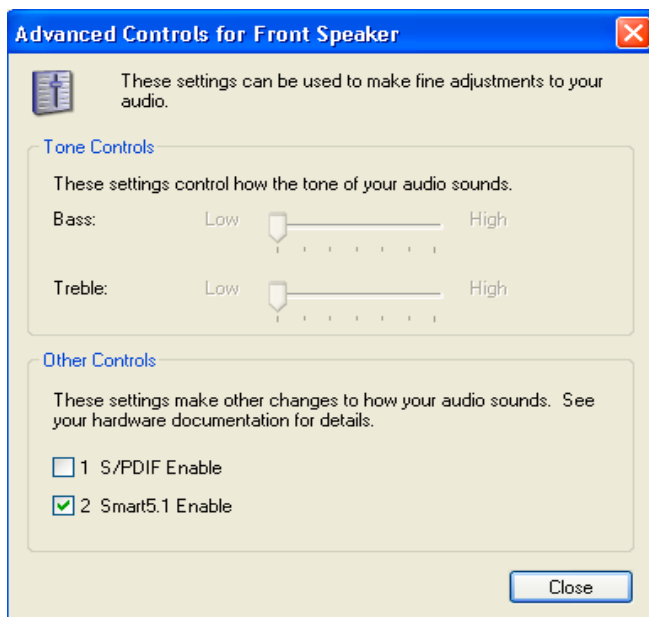 Advanced Controls for Front Speaker
These settings can be used to make fine adjustments to your
audio.
Tone Controls
These settings control how the tone of your audio sounds.
Bass: Low High
Treble: Low High
Other Controls
These settings make other changes to how your audio sounds. See
your hardware documentation for details.
1 S/PDIF Enable
2 Smart5.1 Enable
Close